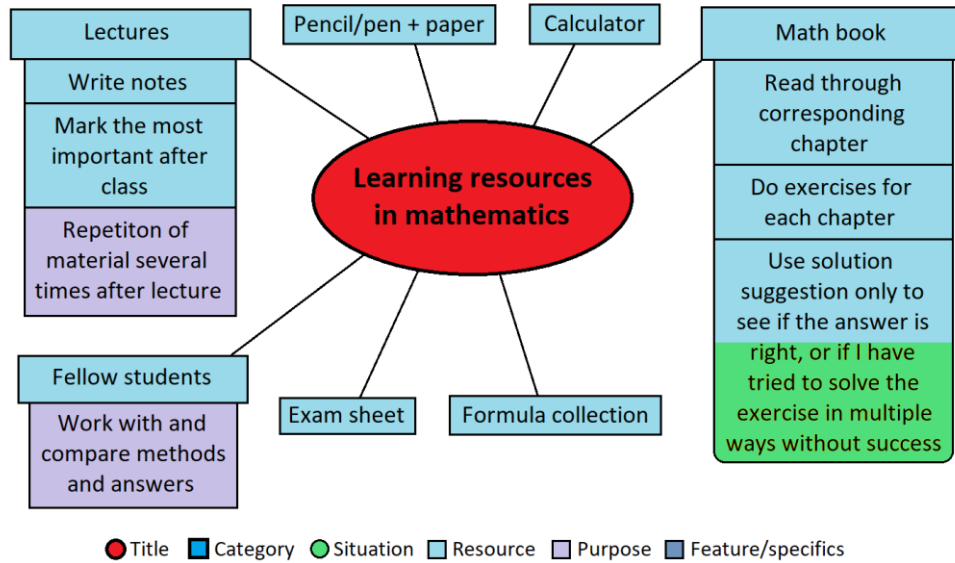 Lectures
Write notes
Mark the most
important after
class
Repetiton of
material several
times after lecture
Pencil/pen + paper
Calculator
Math book
Read through
corresponding
chapter
Do exercises for
each chapter
Use solution
suggestion only to
see if the answer is
right, or if I have
tried to solve the
exercise in multiple
ways without success
Learning resources
in mathematics
Fellow students
Work with and
compare methods
and answers
Exam sheet
Formula collection
Title Category Situation Resource Purpose Feature/specifics